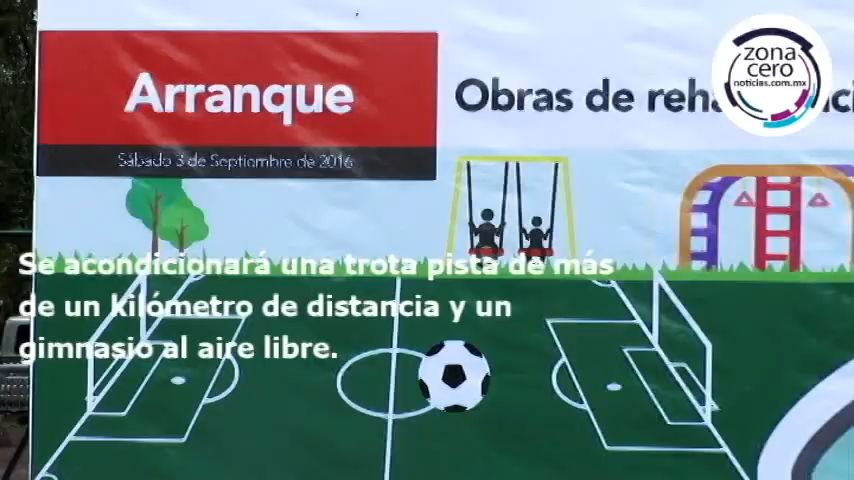 Arranque
Sábado 3 de Septiembre de 2016
Obras de reha
zona
cero
noticias.com.mx
Se acondicionará una trota pista de más
de un kilómetro de distancia y un
gimnasio al aire libre.